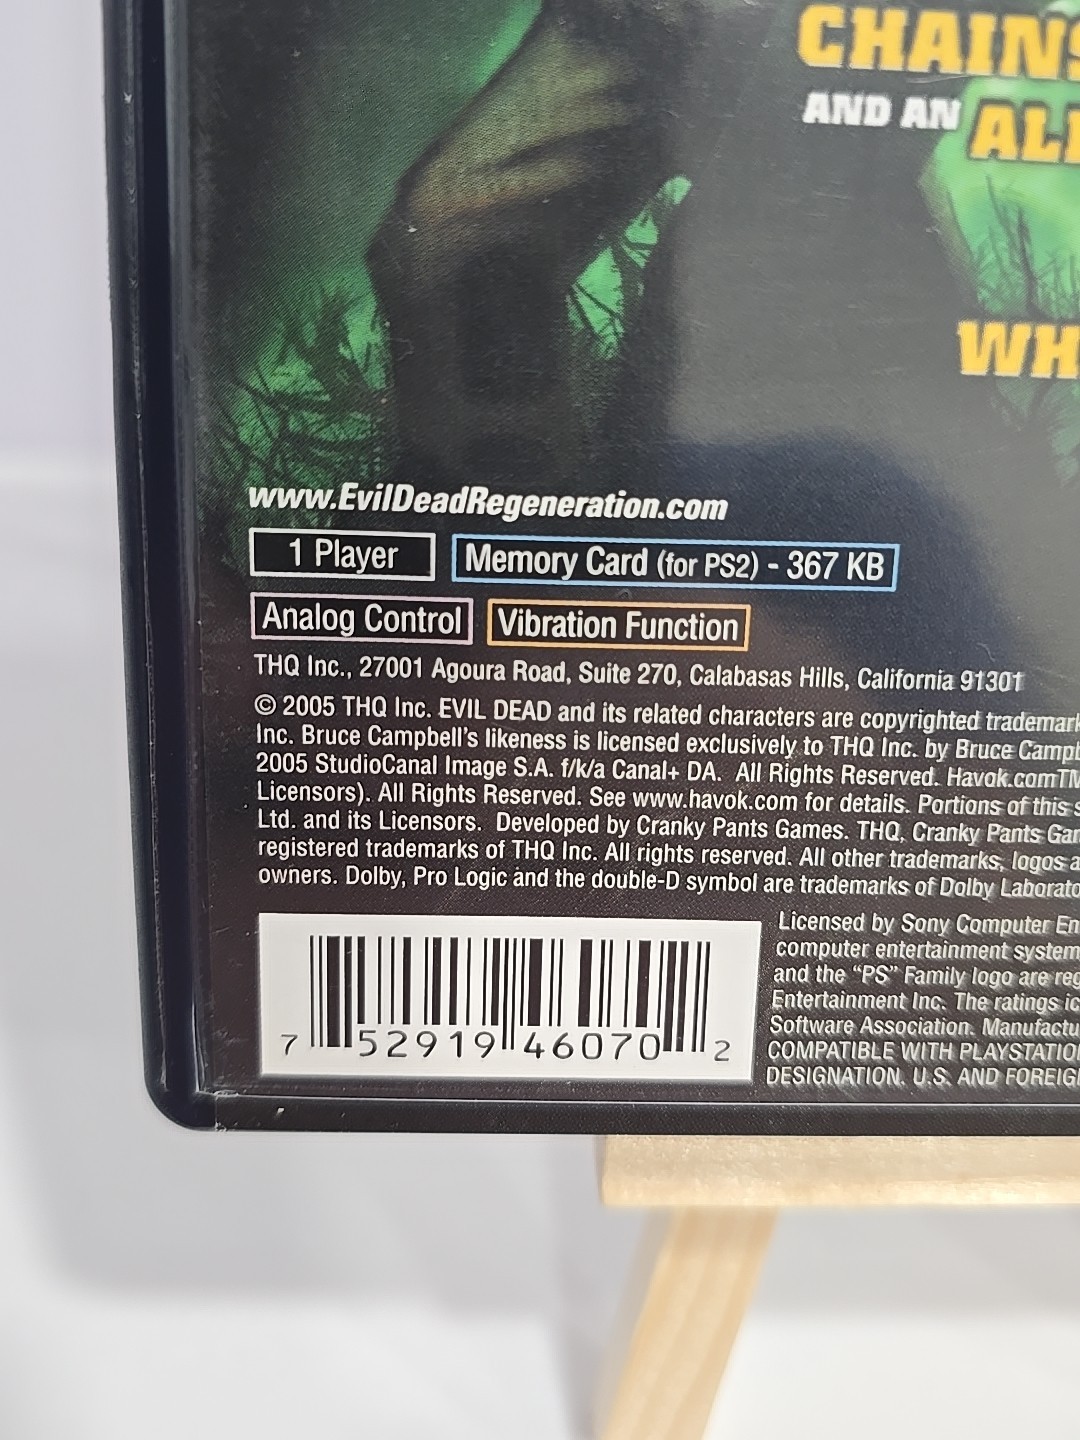 CHAINS
AND AN AL
WH
www.EvilDeadRegeneration.com
1 Player
Memory Card (for PS2) - 367 KB
Analog Control
Vibration Function
THQ Inc., 27001 Agoura Road, Suite 270, Calabasas Hills, California 91301
© 2005 THQ Inc. EVIL DEAD and its related characters are copyrighted trademark
Inc. Bruce Campbell's likeness is licensed exclusively to THQ Inc. by Bruce Campb
2005 StudioCanal Image S.A. f/k/a Canal+ DA. All Rights Reserved. Havok.comTM
Licensors). All Rights Reserved. See www.havok.com for details. Portions of this s
Ltd. and its Licensors. Developed by Cranky Pants Games. THQ, Cranky Pants Gam
registered trademarks of THQ Inc. All rights reserved. All other trademarks, logos a
owners. Dolby, Pro Logic and the double-D symbol are trademarks of Dolby Laborato
Licensed by Sony Computer En
computer entertainment system
and the "PS" Family logo are reg
Entertainment Inc. The ratings ic
Software Association. Manufactu
COMPATIBLE WITH PLAYSTATIO
DESIGNATION. U.S. AND FOREIG
7 52919 46070 2